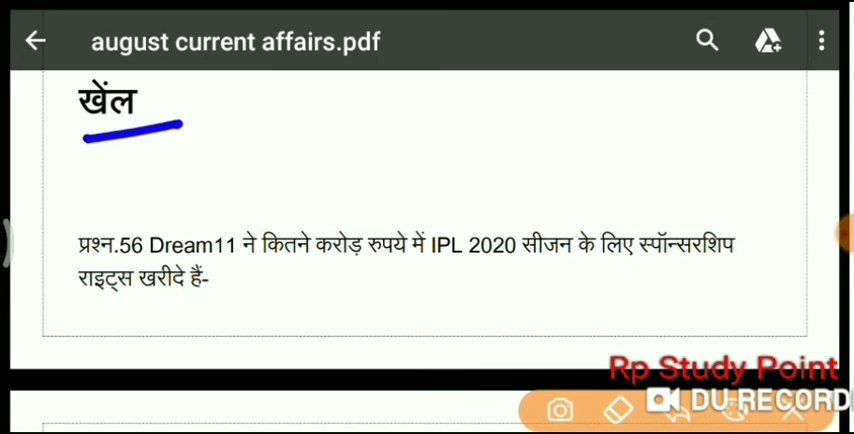 august current affairs.pdf
खेंल
प्रश्न.56 Dream11 ने कितने करोड़ रुपये में IPL 2020 सीजन के लिए स्पॉन्सरशिप
राइट्स खरीदे हैं-
Rp Study Point
DU RECORD